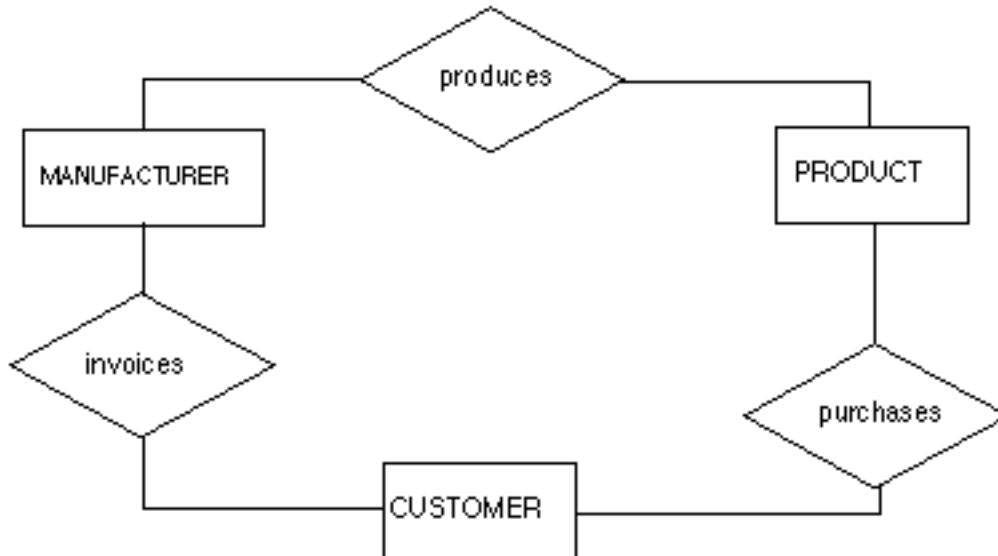 produces
MANUFACTURER
PRODUCT
invoices
purchases
CUSTOMER